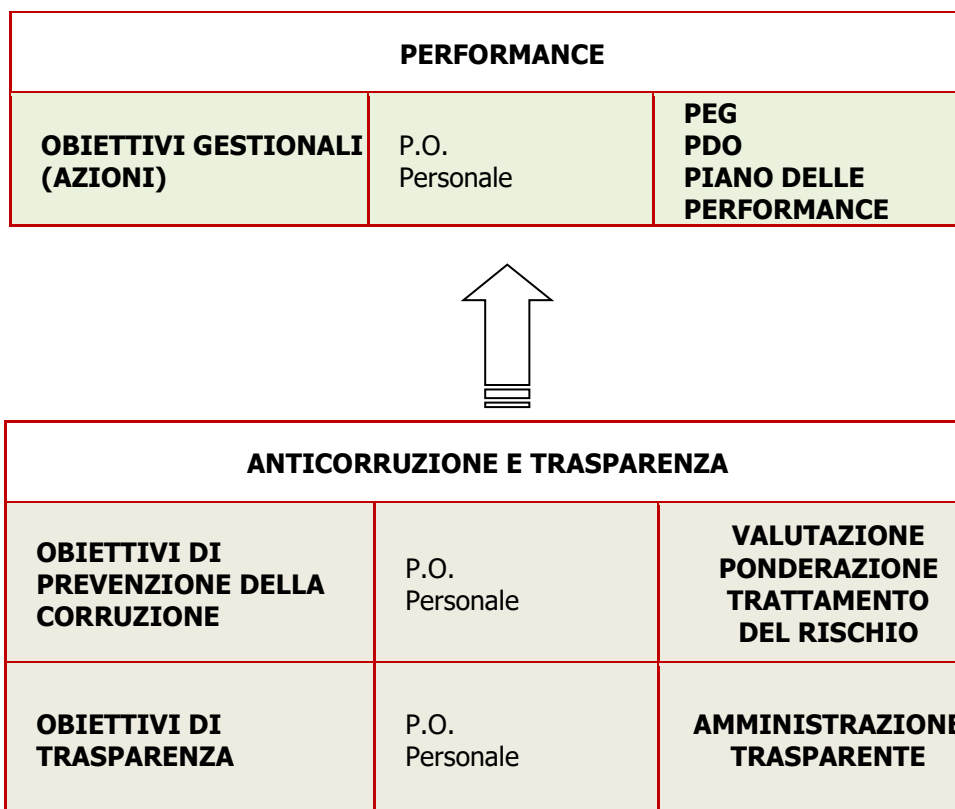 PERFORMANCE
OBIETTIVI GESTIONALI
(AZIONI)
P.O.
Personale
PEG
PDO
PIANO DELLE
PERFORMANCE
ANTICORRUZIONE E TRASPARENZA
OBIETTIVI DI
PREVENZIONE DELLA
CORRUZIONE
P.O.
Personale
VALUTAZIONE
PONDERAZIONE
TRATTAMENTO
DEL RISCHIO
OBIETTIVI DI
TRASPARENZA
P.O.
Personale
AMMINISTRAZIONE
TRASPARENTE